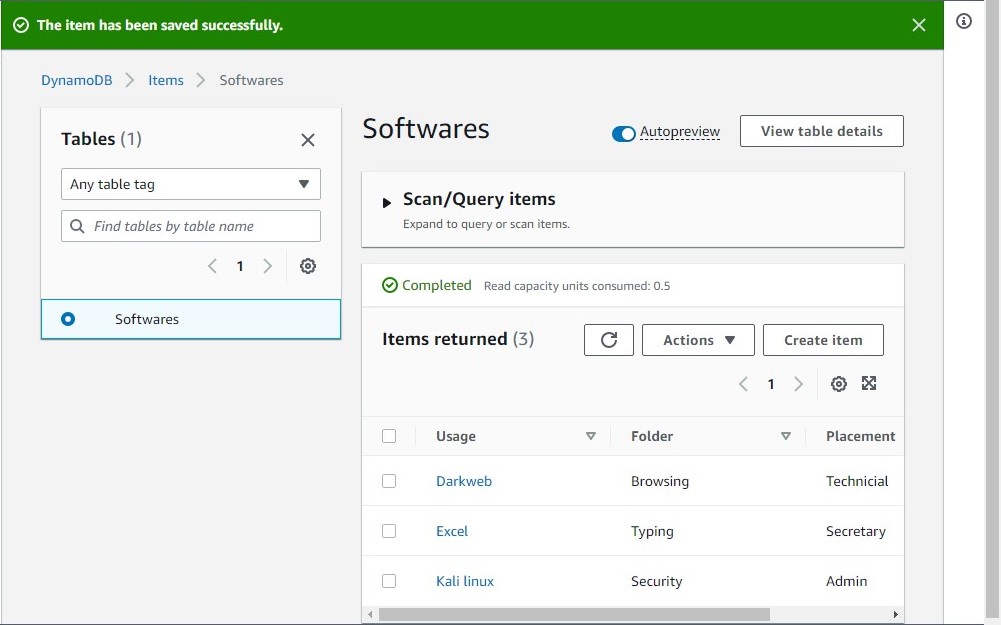 The item has been saved successfully.
DynamoDB Items Softwares
Tables (1)
Any table tag
Find tables by table name
1
Softwares
Softwares
Autopreview
View table details
Scan/Query items
Expand to query or scan items.
Completed Read capacity units consumed: 0.5
Items returned (3)
Actions
Create item
1
Usage Folder Placement
Darkweb Browsing Technicial
Excel Typing Secretary
Kali linux Security Admin